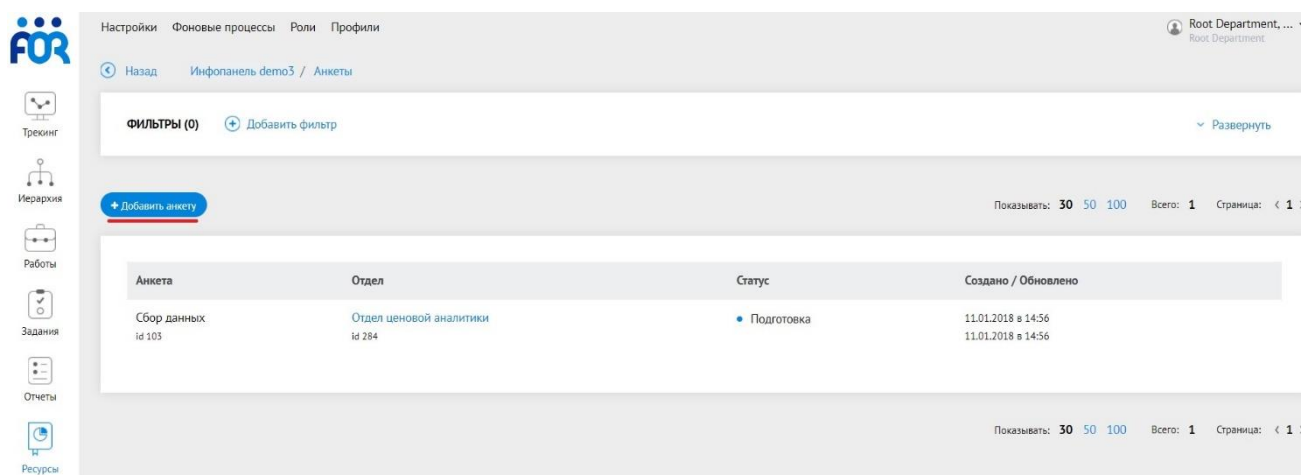 FOR
Настройки Фоновые процессы Роли Профили
Root Department, ...
Root Department
Назад Инфопанель demo3 / Анкеты
ФИЛЬТРЫ (0) + Добавить фильтр
Развернуть
Трекинг
Иерархия
Работы
Задания
Отчеты
Ресурсы
+ Добавить анкету
Показывать: 30 50 100 Всего: 1 Страница: 1
Анкета Отдел Статус Создано / Обновлено
Сбор данных Отдел ценовой аналитики Подготовка 11.01.2018 в 14:56
id 103 id 284 11.01.2018 в 14:56
Показывать: 30 50 100 Всего: 1 Страница: 1